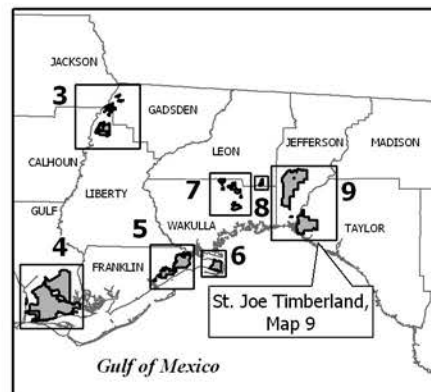 JACKSON
3
GADSDEN
LEON
JEFFERSON
MADISON
CALHOUN
LIBERTY
7
8
9
GULF
WAKULLA
TAYLOR
4
FRANKLIN
5
6
St. Joe Timberland,
Map 9
Gulf of Mexico